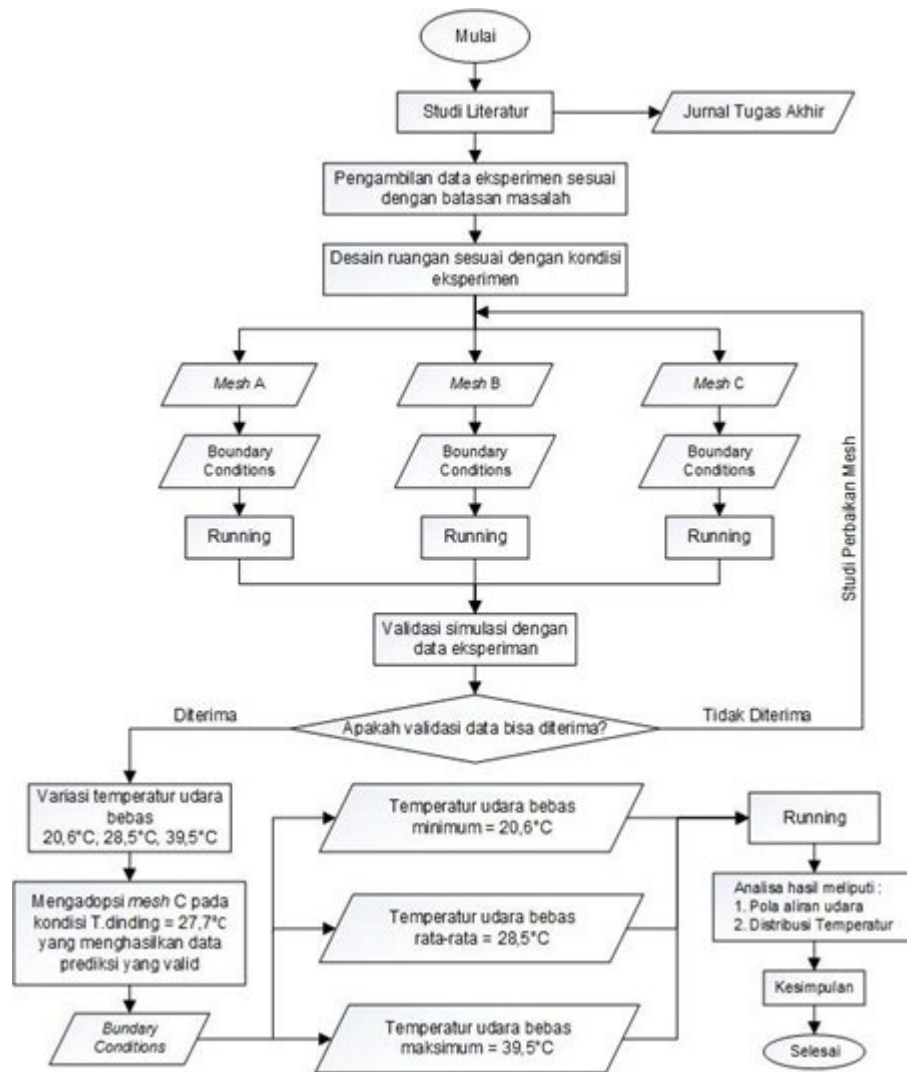 Mulai
Studi Literatur
Jurnal Tugas Akhir
Pengambilan data eksperimen sesuai
dengan batasan masalah
Desain ruangan sesuai dengan kondisi
eksperimen
Mesh A
Mesh B
Mesh C
Boundary
Conditions
Boundary
Conditions
Boundary
Conditions
Running
Running
Running
Studi Perbaikan Mesh
Validasi simulasi dengan
data eksperiman
Diterima
Apakah validasi data bisa diterima?
Tidak Diterima
Variasi temperatur udara
bebas
20,6°C, 28,5°C, 39,5°C
Mengadopsi mesh C pada
kondisi T.dinding = 27,7°C
yang menghasilkan data
prediksi yang valid
Bundary
Conditions
Temperatur udara bebas
minimum = 20,6°C
Temperatur udara bebas
rata-rata = 28,5°C
Temperatur udara bebas
maksimum = 39,5°C
Running
Analisa hasil meliputi :
1. Pola aliran udara
2. Distribusi Temperatur
Kesimpulan
Selesai